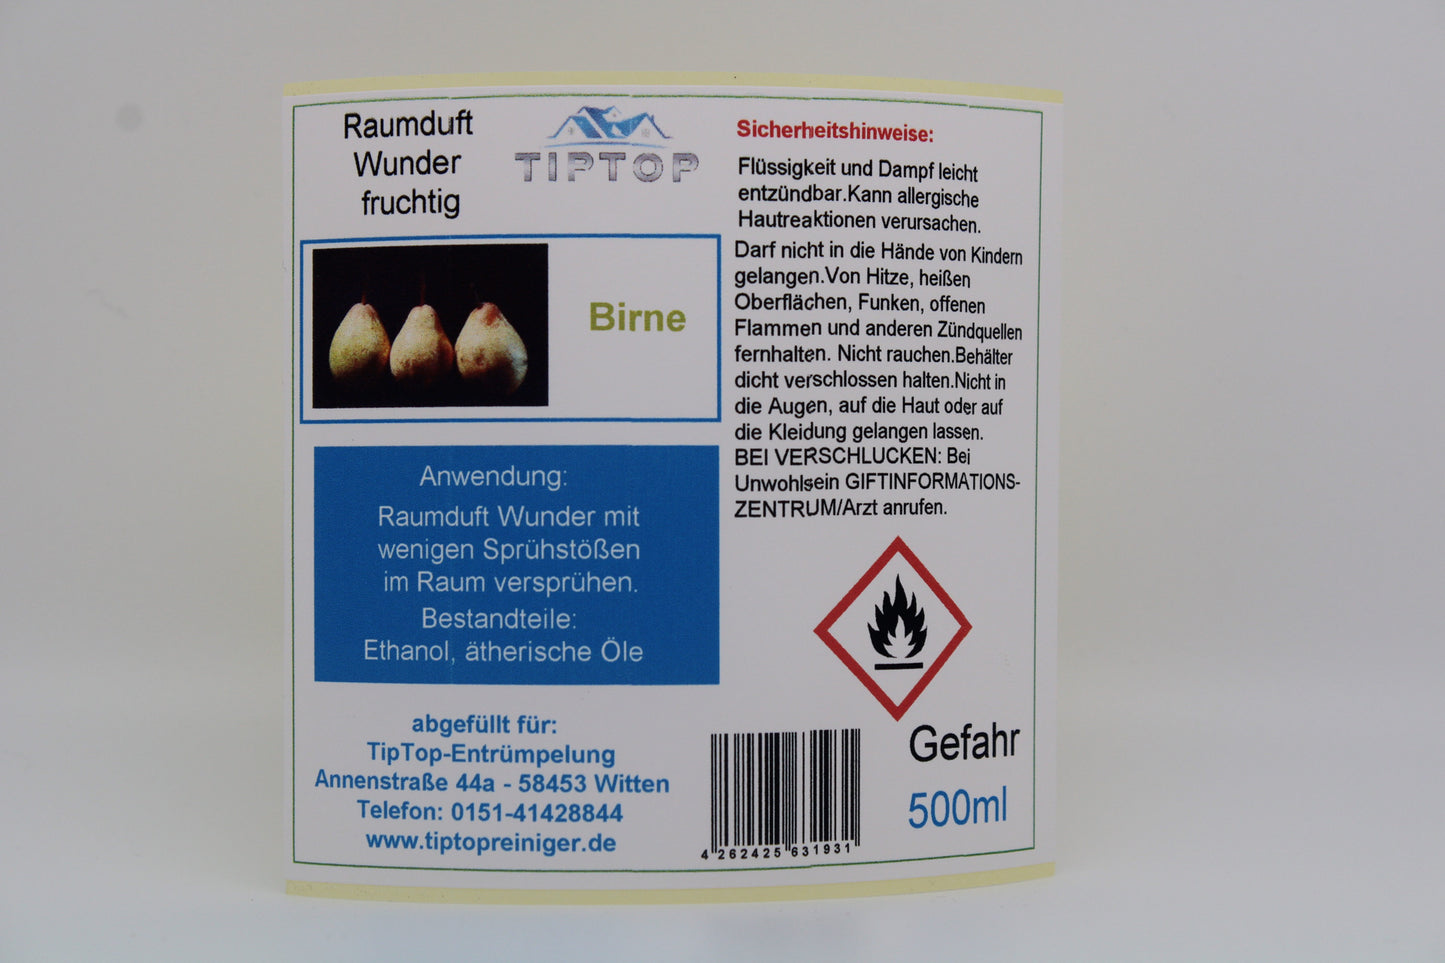 Raumduft
Wunder
fruchtig
TIPTOP
Birne
Anwendung:
Raumduft Wunder mit
wenigen Sprühstößen
im Raum versprühen.
Bestandteile:
Ethanol, ätherische Öle
abgefüllt für:
TipTop-Entrümpelung
Annenstraße 44a - 58453 Witten
Telefon: 0151-41428844
www.tiptopreiniger.de
Sicherheitshinweise:
Flüssigkeit und Dampf leicht
entzündbar.Kann allergische
Hautreaktionen verursachen.
Darf nicht in die Hände von Kindern
gelangen.Von Hitze, heißen
Oberflächen, Funken, offenen
Flammen und anderen Zündquellen
fernhalten. Nicht rauchen.Behälter
dicht verschlossen halten.Nicht in
die Augen, auf die Haut oder auf
die Kleidung gelangen lassen.
BEI VERSCHLUCKEN: Bei
Unwohlsein GIFTINFORMATIONS-
ZENTRUM/Arzt anrufen.
Gefahr
500ml
4 262425 631931